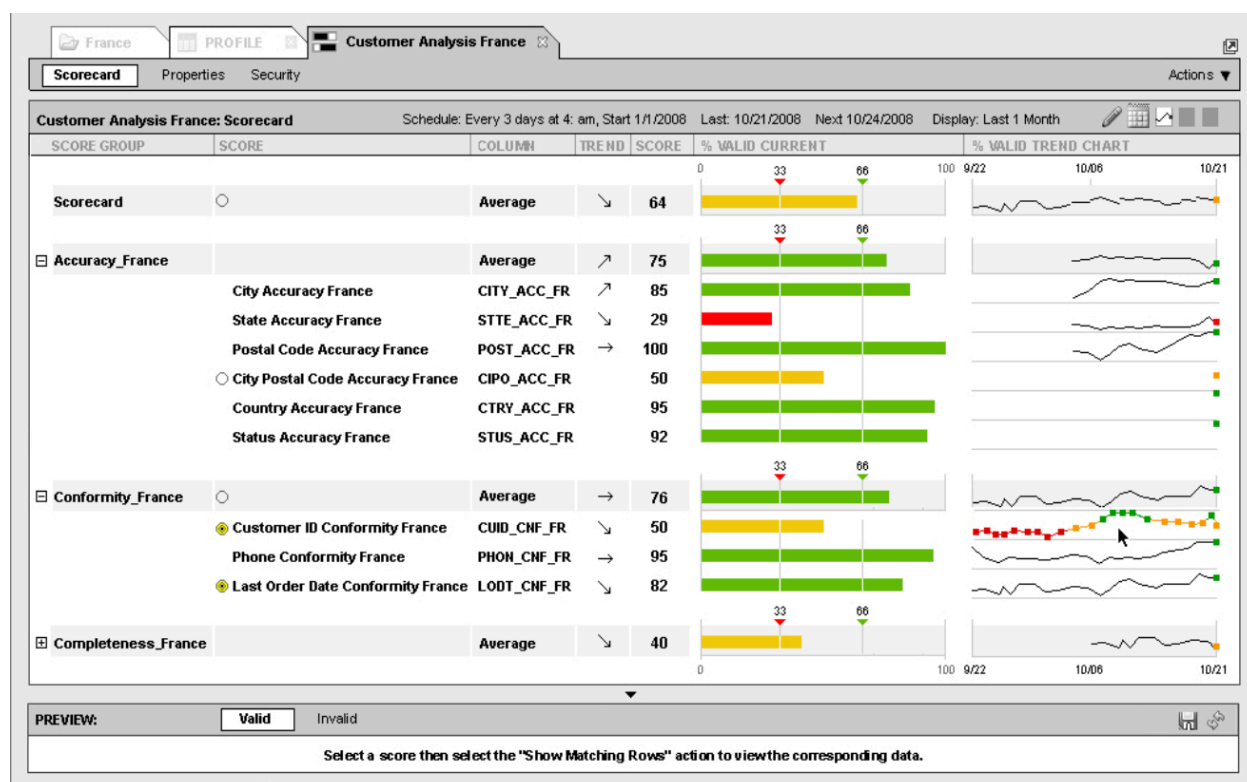 France PROFILE Customer Analysis France
Scorecard Properties Security Actions
Customer Analysis France: Scorecard Schedule: Every 3 days at 4: am, Start 1/1/2008 Last: 10/21/2008 Next 10/24/2008 Display: Last 1 Month
SCORE GROUP SCORE COLUMN TREND SCORE % VALID CURRENT % VALID TREND CHART
0 33 66 100 9/22 10/06 10/21
Scorecard Average 64
33 66
Accuracy_France Average 75
City Accuracy France CITY_ACC_FR 85
State Accuracy France STTE_ACC_FR 29
Postal Code Accuracy France POST_ACC_FR 100
City Postal Code Accuracy France CIPO_ACC_FR 50
Country Accuracy France CTRY_ACC_FR 95
Status Accuracy France STUS_ACC_FR 92
33 66
Conformity_France Average 76
Customer ID Conformity France CUID_CNF_FR 50
Phone Conformity France PHON_CNF_FR 95
Last Order Date Conformity France LODT_CNF_FR 82
33 66
Completeness_France Average 40
0 100 9/22 10/06 10/21
PREVIEW: Valid Invalid
Select a score then select the "Show Matching Rows" action to view the corresponding data.